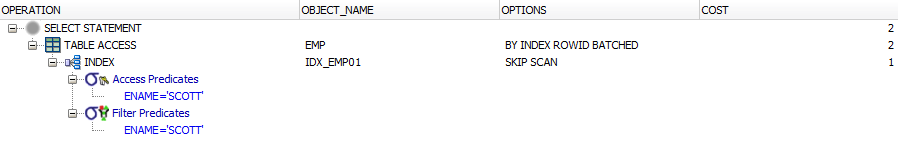 OPERATION OBJECT_NAME OPTIONS COST
SELECT STATEMENT 2
TABLE ACCESS EMP BY INDEX ROWID BATCHED 2
INDEX IDX_EMP01 SKIP SCAN 1
Access Predicates
ENAME='SCOTT'
Filter Predicates
ENAME='SCOTT'